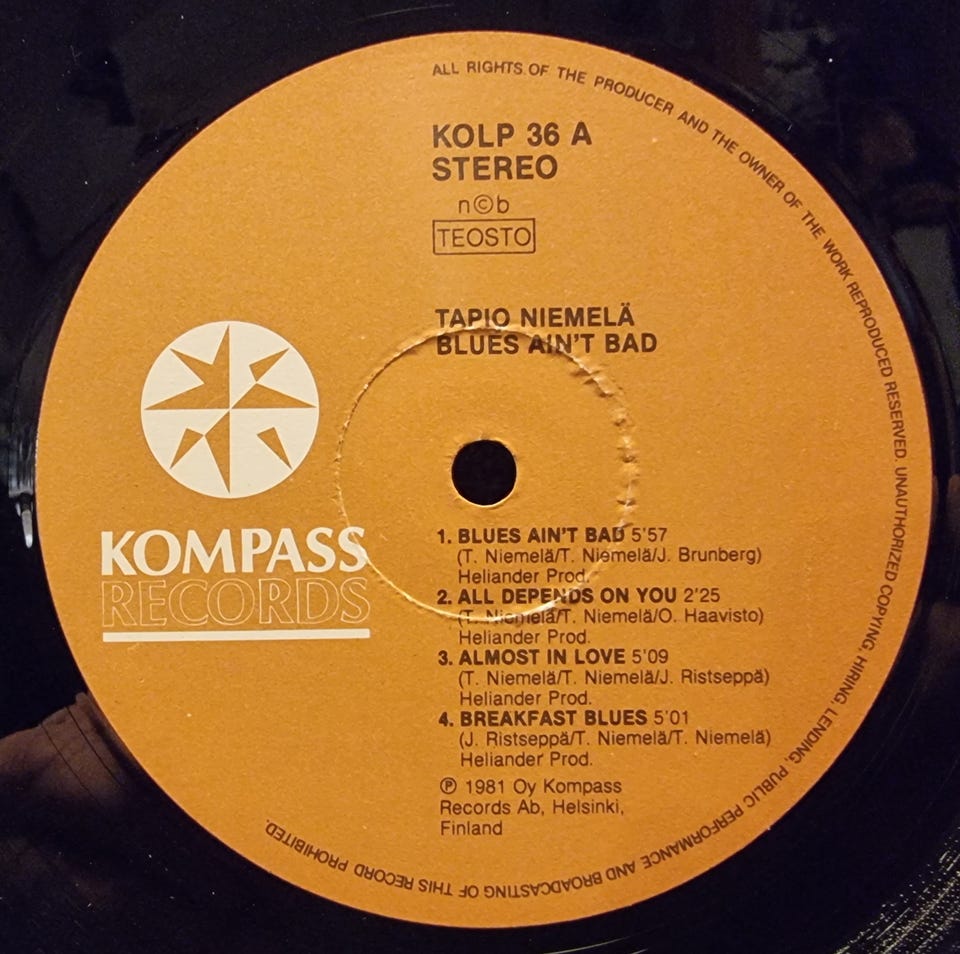 ALL RIGHTS OF THE PRODUCER AND THE OWNER OF THE WORK REPRODUCED RESERVED. UNAUTHORIZED COPYING, HIRING, LENDING, PUBLIC PERFORMANCE AND BROADCASTING OF THIS RECORD PROHIBITED.
KOLP 36 A
STEREO
n©b
TEOSTO
TAPIO NIEMELÄ
BLUES AIN'T BAD
KOMPASS
RECORDS
1. BLUES AIN'T BAD 5'57
(T. Niemelä/T. Niemelä/J. Brunberg)
Heliander Prod.
2. ALL DEPENDS ON YOU 2'25
(T. Niemelä/T. Niemelä/O. Haavisto)
Heliander Prod.
3. ALMOST IN LOVE 5'09
(T. Niemelä/T. Niemelä/J. Ristseppä)
Heliander Prod.
4. BREAKFAST BLUES 5'01
(J. Ristseppä/T. Niemelä/T. Niemelä)
Heliander Prod.
℗ 1981 Oy Kompass
Records Ab, Helsinki,
Finland